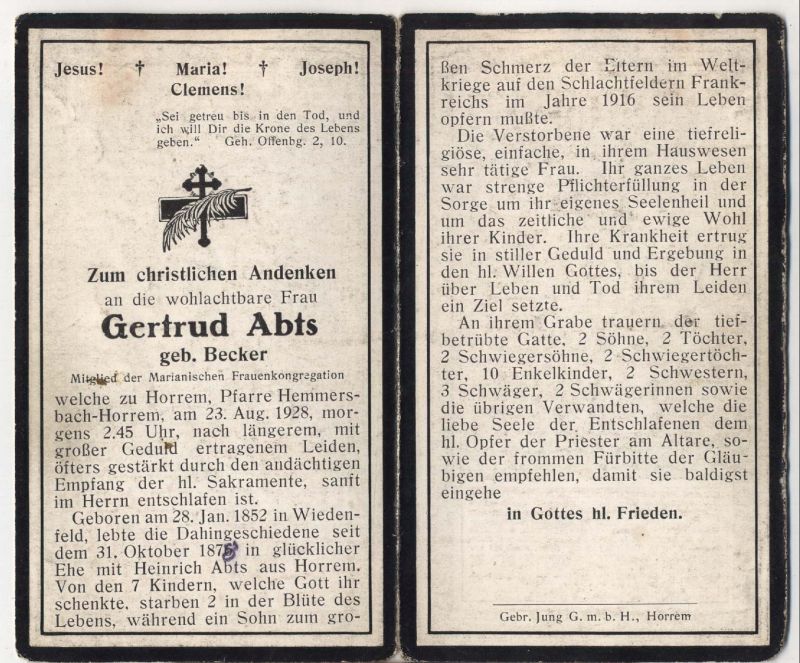 Jesus! † Maria! † Joseph!
Clemens!
„Sei getreu bis in den Tod, und
ich will Dir die Krone des Lebens
geben.“ Geh. Offenbg. 2, 10.
Zum christlichen Andenken
an die wohlachtbare Frau
Gertrud Abts
geb. Becker
Mitglied der Marianischen Frauenkongregation
welche zu Horrem, Pfarre Hemmers-
bach-Horrem, am 23. Aug. 1928, mor-
gens 2.45 Uhr, nach längerem, mit
großer Geduld ertragenem Leiden,
öfters gestärkt durch den andächtigen
Empfang der hl. Sakramente, sanft
im Herrn entschlafen ist.
Geboren am 28. Jan. 1852 in Wieden-
feld, lebte die Dahingeschiedene seit
dem 31. Oktober in glücklicher
Ehe mit Heinrich Abts aus Horrem.
Von den 7 Kindern, welche Gott ihr
schenkte, starben 2 in der Blüte des
Lebens, während ein Sohn zum gro-
ßen Schmerz der Eltern im Welt-
kriege auf den Schlachtfeldern Frank-
reichs im Jahre 1916 sein Leben
opfern mußte.
Die Verstorbene war eine tiefreli-
giöse, einfache, in ihrem Hauswesen
sehr tätige Frau. Ihr ganzes Leben
war strenge Pflichterfüllung in der
Sorge um ihr eigenes Seelenheil und
um das zeitliche und ewige Wohl
ihrer Kinder. Ihre Krankheit ertrug
sie in stiller Geduld und Ergebung in
den hl. Willen Gottes, bis der Herr
über Leben und Tod ihrem Leiden
ein Ziel setzte.
An ihrem Grabe trauern der tief-
betrübte Gatte, 2 Söhne, 2 Töchter,
2 Schwiegersöhne, 2 Schwiegertöch-
ter, 10 Enkelkinder, 2 Schwestern,
3 Schwäger, 2 Schwägerinnen sowie
die übrigen Verwandten, welche die
liebe Seele der Entschlafenen dem
hl. Opfer der Priester am Altare, so-
wie der frommen Fürbitte der Gläu-
bigen empfehlen, damit sie baldigst
eingehe
in Gottes hl. Frieden.
Gebr. Jung G. m. b. H., Horrem